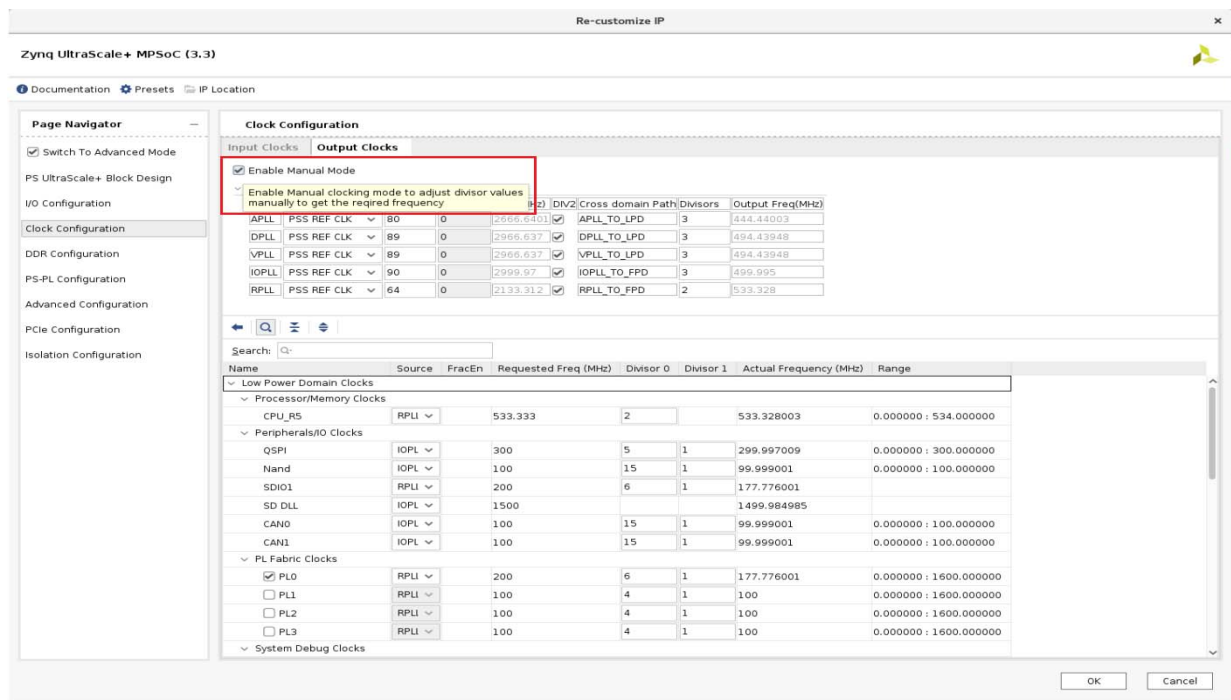 Re-customize IP
Zynq UltraScale+ MPSoC (3.3)
Documentation Presets IP Location
Page Navigator
Switch To Advanced Mode
PS UltraScale+ Block Design
I/O Configuration
Clock Configuration
DDR Configuration
PS-PL Configuration
Advanced Configuration
PCIe Configuration
Isolation Configuration
Clock Configuration
Input Clocks Output Clocks
Enable Manual Mode
Enable Manual clocking mode to adjust divisor values
manually to get the reqired frequency
DIV2 Cross domain Path Divisors Output Freq(MHz)
APLL PSS REF CLK 80 0 2666.6401 APLL_TO_LPD 3 444.44003
DPLL PSS REF CLK 89 0 2966.637 DPLL_TO_LPD 3 494.43948
VPLL PSS REF CLK 89 0 2966.637 VPLL_TO_LPD 3 494.43948
IOPLL PSS REF CLK 90 0 2999.97 IOPLL_TO_FPD 3 499.995
RPLL PSS REF CLK 64 0 2133.312 RPLL_TO_FPD 2 533.328
Search: Q-
Name Source FracEn Requested Freq (MHz) Divisor 0 Divisor 1 Actual Frequency (MHz) Range
Low Power Domain Clocks
Processor/Memory Clocks
CPU_R5 RPLI 533.333 2 533.328003 0.000000 : 534.000000
Peripherals/IO Clocks
QSPI IOPL 300 5 1 299.997009 0.000000 : 300.000000
Nand IOPL 100 15 1 99.999001 0.000000 : 100.000000
SDIO1 RPLI 200 6 1 177.776001
SD DLL IOPL 1500 1499.984985
CAN0 IOPL 100 15 1 99.999001 0.000000 : 100.000000
CAN1 IOPL 100 15 1 99.999001 0.000000 : 100.000000
PL Fabric Clocks
PL0 RPLI 200 6 1 177.776001 0.000000 : 1600.000000
PL1 RPLI 100 4 1 100 0.000000 : 1600.000000
PL2 RPLI 100 4 1 100 0.000000 : 1600.000000
PL3 RPLI 100 4 1 100 0.000000 : 1600.000000
System Debug Clocks
OK Cancel